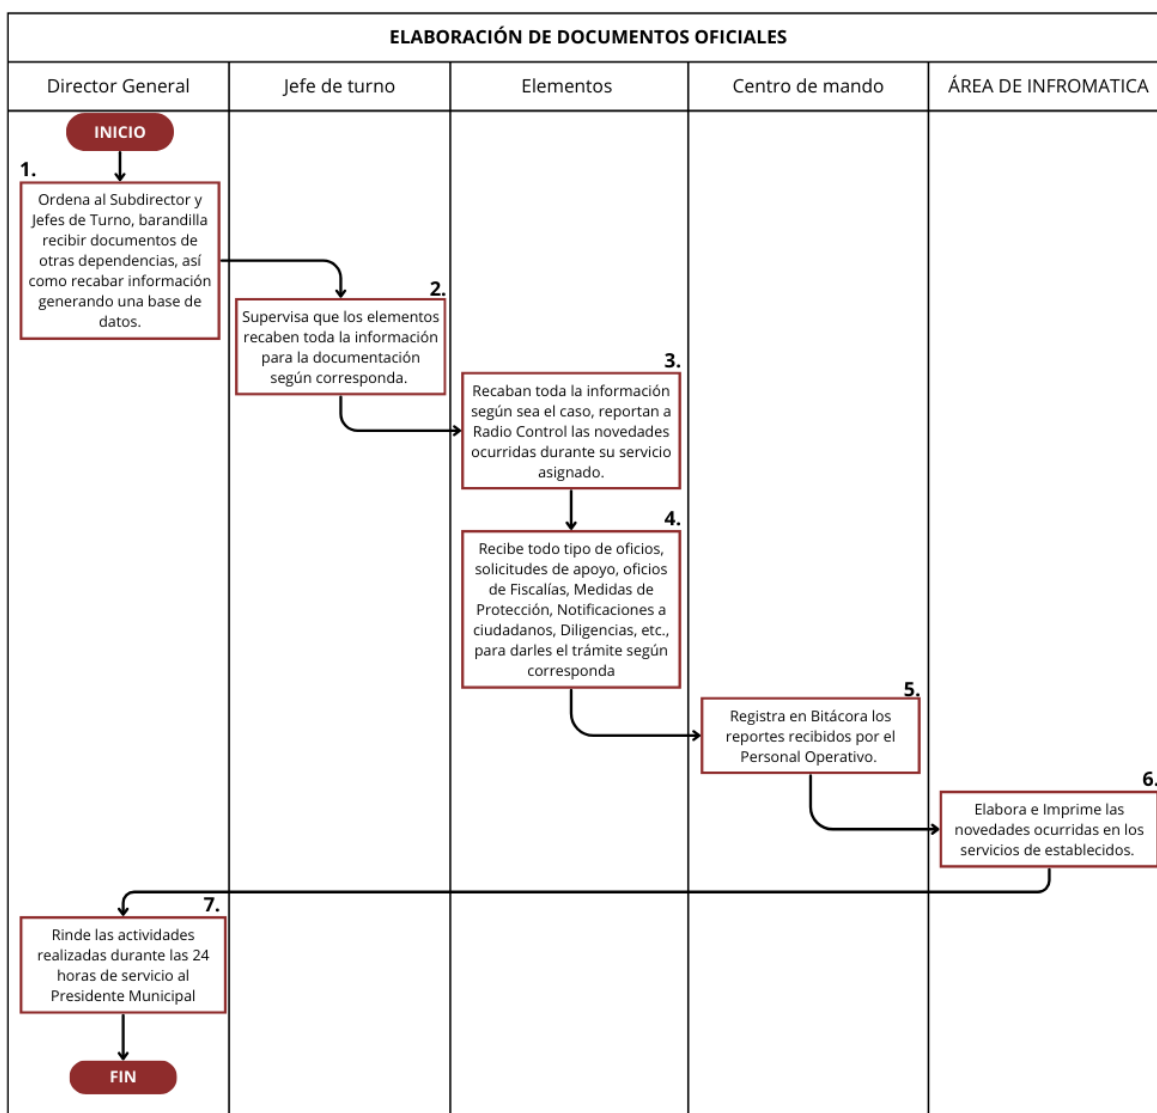 ELABORACIÓN DE DOCUMENTOS OFICIALES
Director General
Jefe de turno
Elementos
Centro de mando
ÁREA DE INFROMATICA
INICIO
1.
Ordena al Subdirector y
Jefes de Turno, barandilla
recibir documentos de
otras dependencias, así
como recabar información
generando una base de
datos.
2.
Supervisa que los elementos
recaben toda la información
para la documentación
según corresponda.
3.
Recaban toda la información
según sea el caso, reportan a
Radio Control las novedades
ocurridas durante su servicio
asignado.
4.
Recibe todo tipo de oficios,
solicitudes de apoyo, oficios
de Fiscalías, Medidas de
Protección, Notificaciones a
ciudadanos, Diligencias, etc.,
para darles el trámite según
corresponda
5.
Registra en Bitácora los
reportes recibidos por el
Personal Operativo.
6.
Elabora e Imprime las
novedades ocurridas en los
servicios de establecidos.
7.
Rinde las actividades
realizadas durante las 24
horas de servicio al
Presidente Municipal
FIN